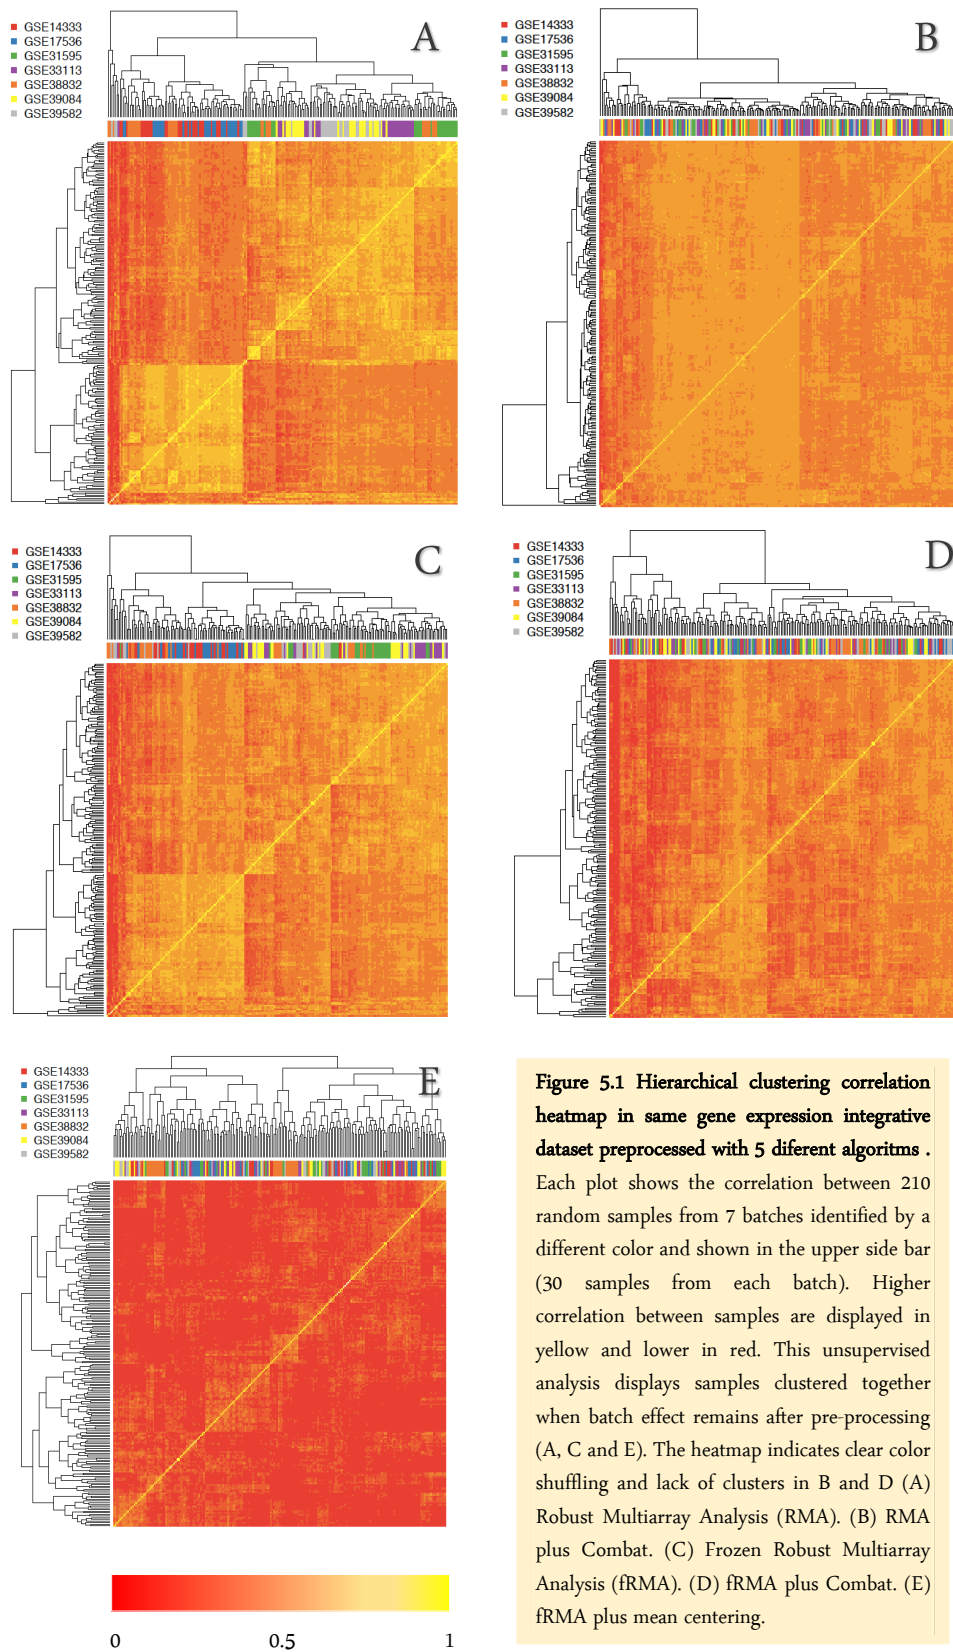 GSE14333
GSE17536
GSE31595
GSE33113
GSE38832
GSE39084
GSE39582
A
GSE14333
GSE17536
GSE31595
GSE33113
GSE38832
GSE39084
GSE39582
B
GSE14333
GSE17536
GSE31595
GSE33113
GSE38832
GSE39084
GSE39582
C
GSE14333
GSE17536
GSE31595
GSE33113
GSE38832
GSE39084
GSE39582
D
GSE14333
GSE17536
GSE31595
GSE33113
GSE38832
GSE39084
GSE39582
E
0 0.5 1
Figure 5.1 Hierarchical clustering correlation
heatmap in same gene expression integrative
dataset preprocessed with 5 diferent algoritms .
Each plot shows the correlation between 210
random samples from 7 batches identified by a
different color and shown in the upper side bar
(30 samples from each batch). Higher
correlation between samples are displayed in
yellow and lower in red. This unsupervised
analysis displays samples clustered together
when batch effect remains after pre-processing
(A, C and E). The heatmap indicates clear color
shuffling and lack of clusters in B and D (A)
Robust Multiarray Analysis (RMA). (B) RMA
plus Combat. (C) Frozen Robust Multiarray
Analysis (fRMA). (D) fRMA plus Combat. (E)
fRMA plus mean centering.